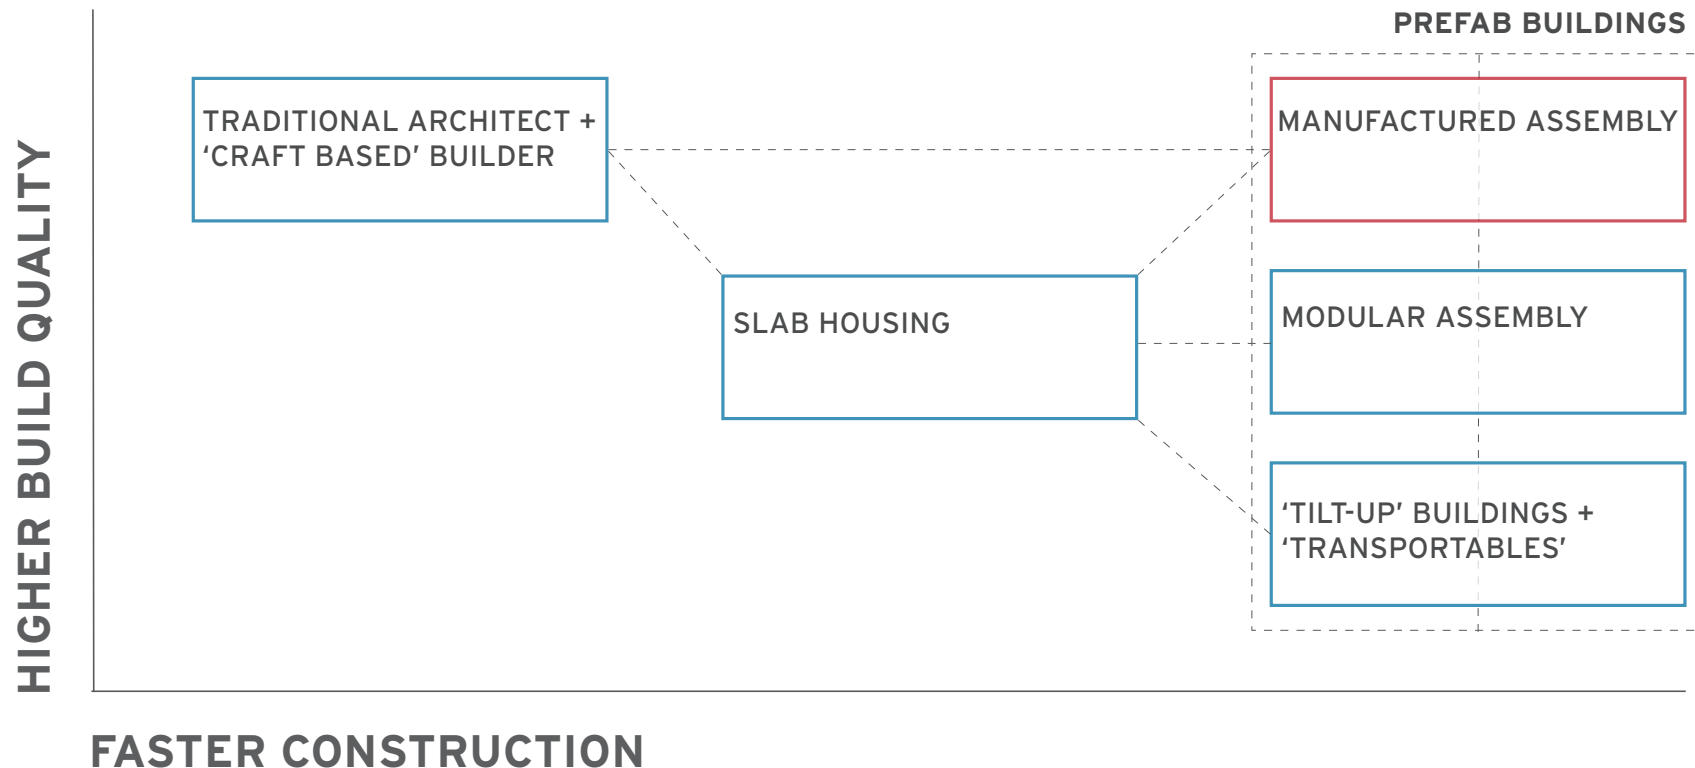 PREFAB BUILDINGS
TRADITIONAL ARCHITECT +
‘CRAFT BASED’ BUILDER
MANUFACTURED ASSEMBLY
SLAB HOUSING
MODULAR ASSEMBLY
‘TILT-UP’ BUILDINGS +
‘TRANSPORTABLES’
HIGHER BUILD QUALITY
FASTER CONSTRUCTION